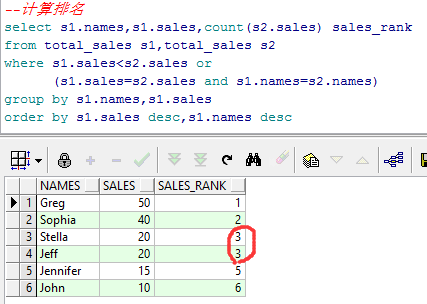 --计算排名
select s1.names,s1.sales,count(s2.sales) sales_rank
from total_sales s1,total_sales s2
where s1.sales<s2.sales or
(s1.sales=s2.sales and s1.names=s2.names)
group by s1.names,s1.sales
order by s1.sales desc,s1.names desc
NAMES SALES SALES_RANK
1 Greg 50 1
2 Sophia 40 2
3 Stella 20 3
4 Jeff 20 3
5 Jennifer 15 5
6 John 10 6